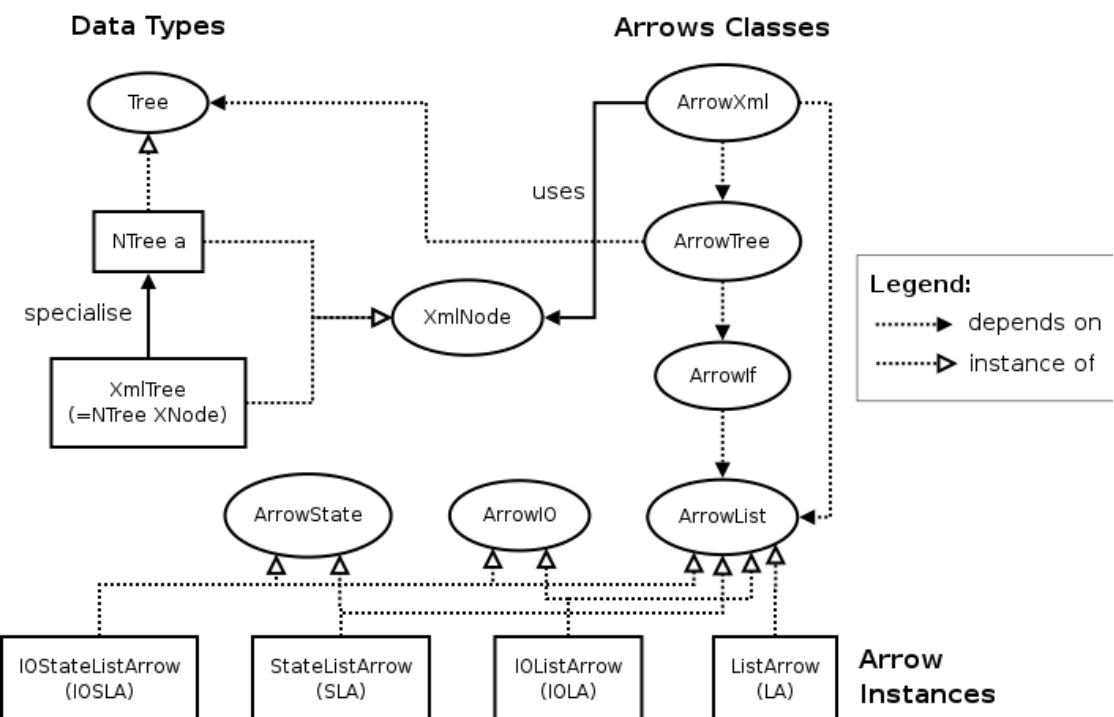 Data Types
Arrows Classes
Tree
ArrowXml
uses
NTree a
ArrowTree
specialise
XmlNode
Legend:
depends on
instance of
XmlTree
(=NTree XNode)
ArrowIf
ArrowState
ArrowIO
ArrowList
IOStateListArrow
(IOSLA)
StateListArrow
(SLA)
IOListArrow
(IOLA)
ListArrow
(LA)
Arrow
Instances